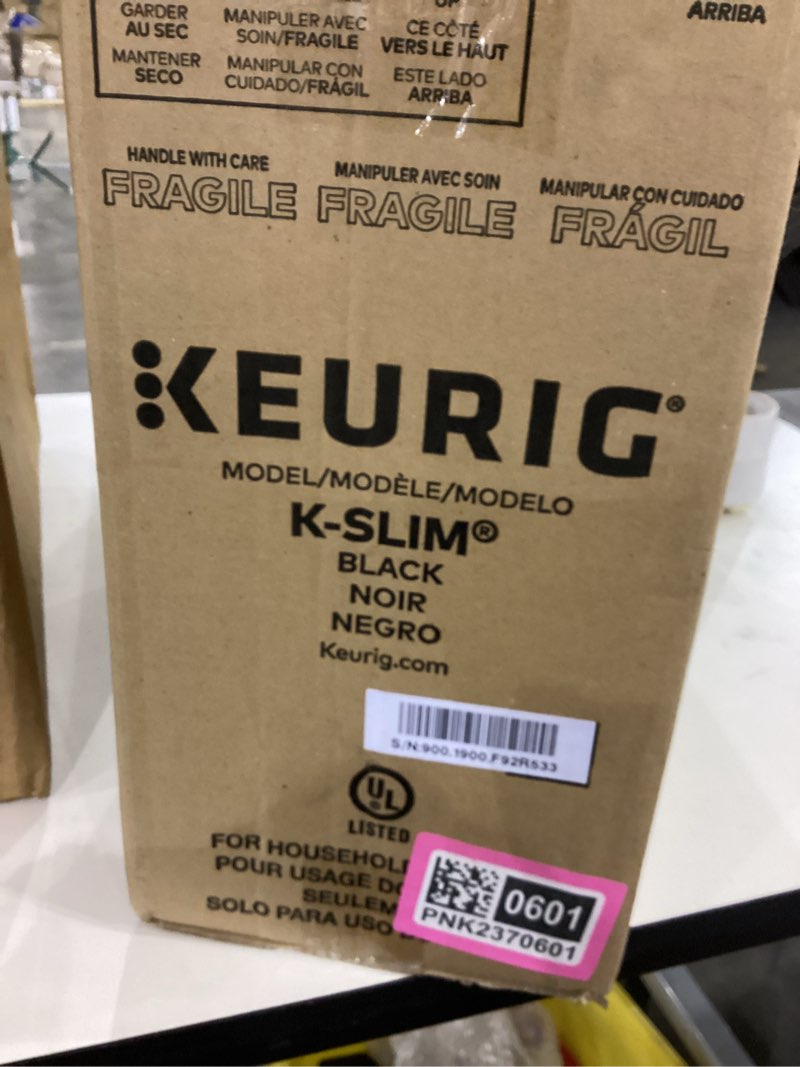 GARDER AU SEC
MANIPULER AVEC SOIN/FRAGILE
UP
CE CÔTÉ VERS LE HAUT
ARRIBA
MANTENER SECO
MANIPULAR CON CUIDADO/FRÁGIL
ESTE LADO ARRIBA
HANDLE WITH CARE
FRAGILE
MANIPULER AVEC SOIN
FRAGILE
MANIPULAR CON CUIDADO
FRÁGIL
KEURIG®
MODEL/MODÈLE/MODELO
K-SLIM®
BLACK
NOIR
NEGRO
Keurig.com
S/N:900.1900.F92R533
UL
®
LISTED
FOR HOUSEHOL
POUR USAGE DO
SEULEM
SOLO PARA USO
0601
PNK2370601